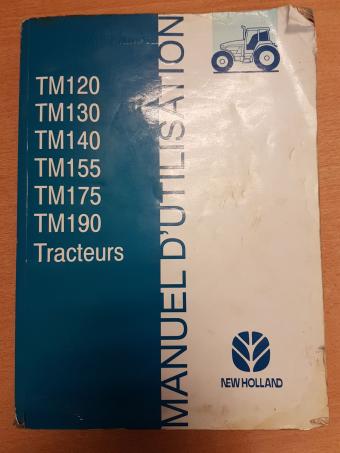 TM120
TM130
TM140
TM155
TM175
TM190
Tracteurs
MANUEL D'UTILISATION
NEW HOLLAND